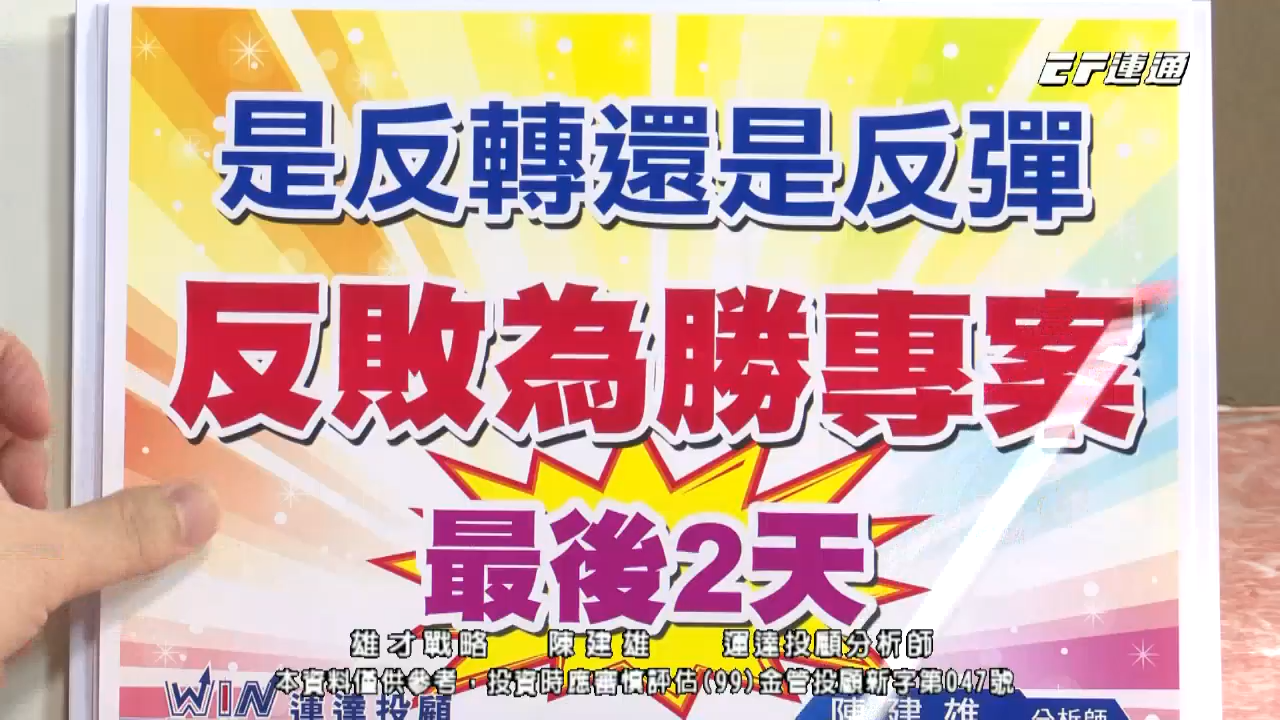 運通
是反轉還是反彈
反敗為勝專案
最後2天
雄才戰略 陳建雄 運達投顧分析師
本資料僅供參考，投資時應審慎評估(99)金管投顧新字第047號
WIN 運達投顧
陳建雄 分析師